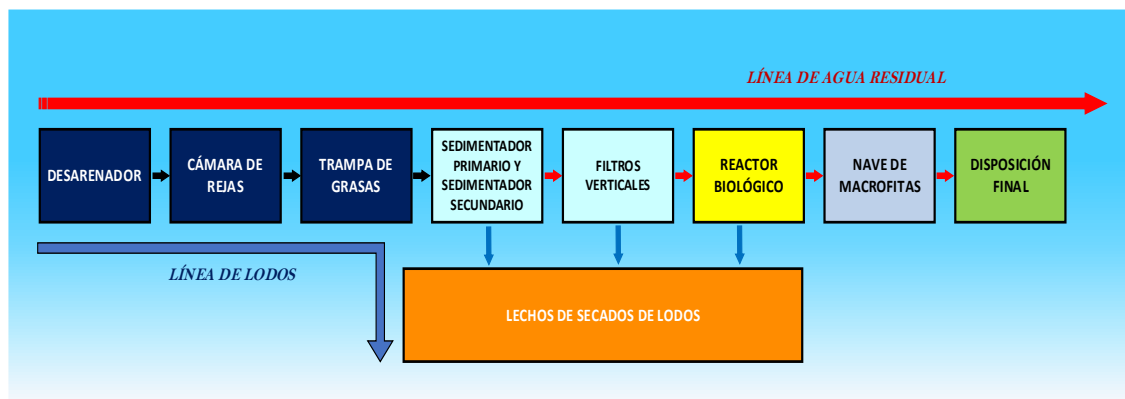 LÍNEA DE AGUA RESIDUAL
DESARENADOR
CÁMARA DE
REJAS
TRAMPA DE
GRASAS
SEDIMENTADOR
PRIMARIO Y
SEDIMENTADOR
SECUNDARIO
FILTROS
VERTICALES
REACTOR
BIOLÓGICO
NAVE DE
MACROFITAS
DISPOSICIÓN
FINAL
LÍNEA DE LODOS
LECHOS DE SECADOS DE LODOS